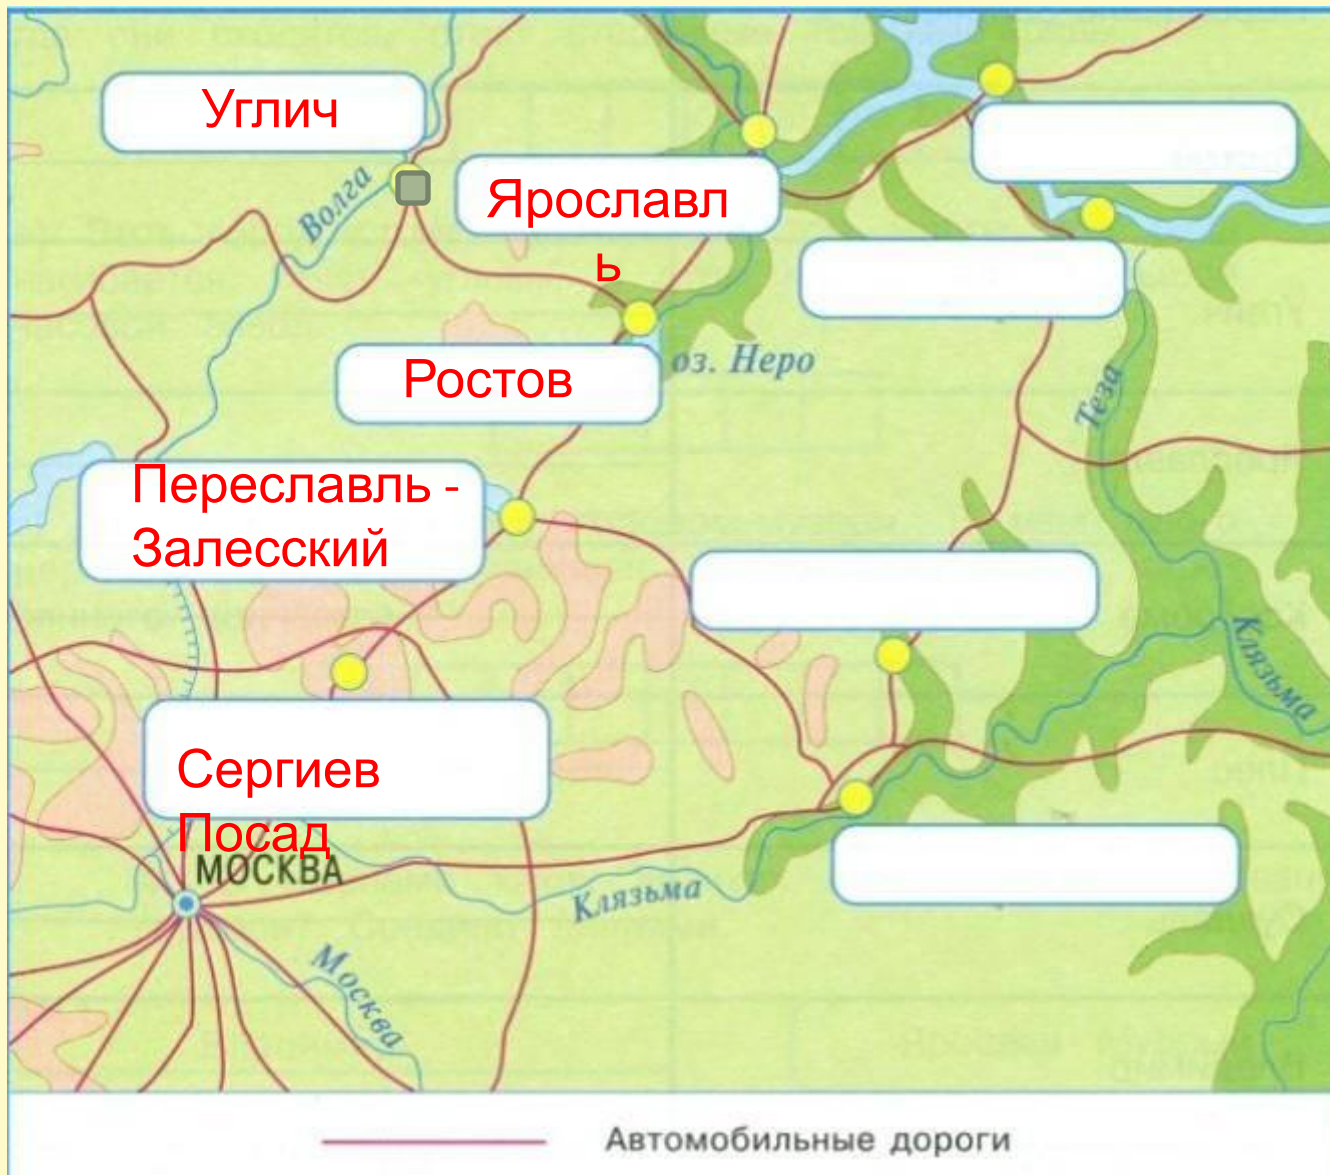 Углич
Волга
Ярославл
ь
оз. Неро
Ростов
Теза
Переславль -
Залесский
Клязьма
Сергиев
Посад
МОСКВА
Клязьма
Москва
Автомобильные дороги